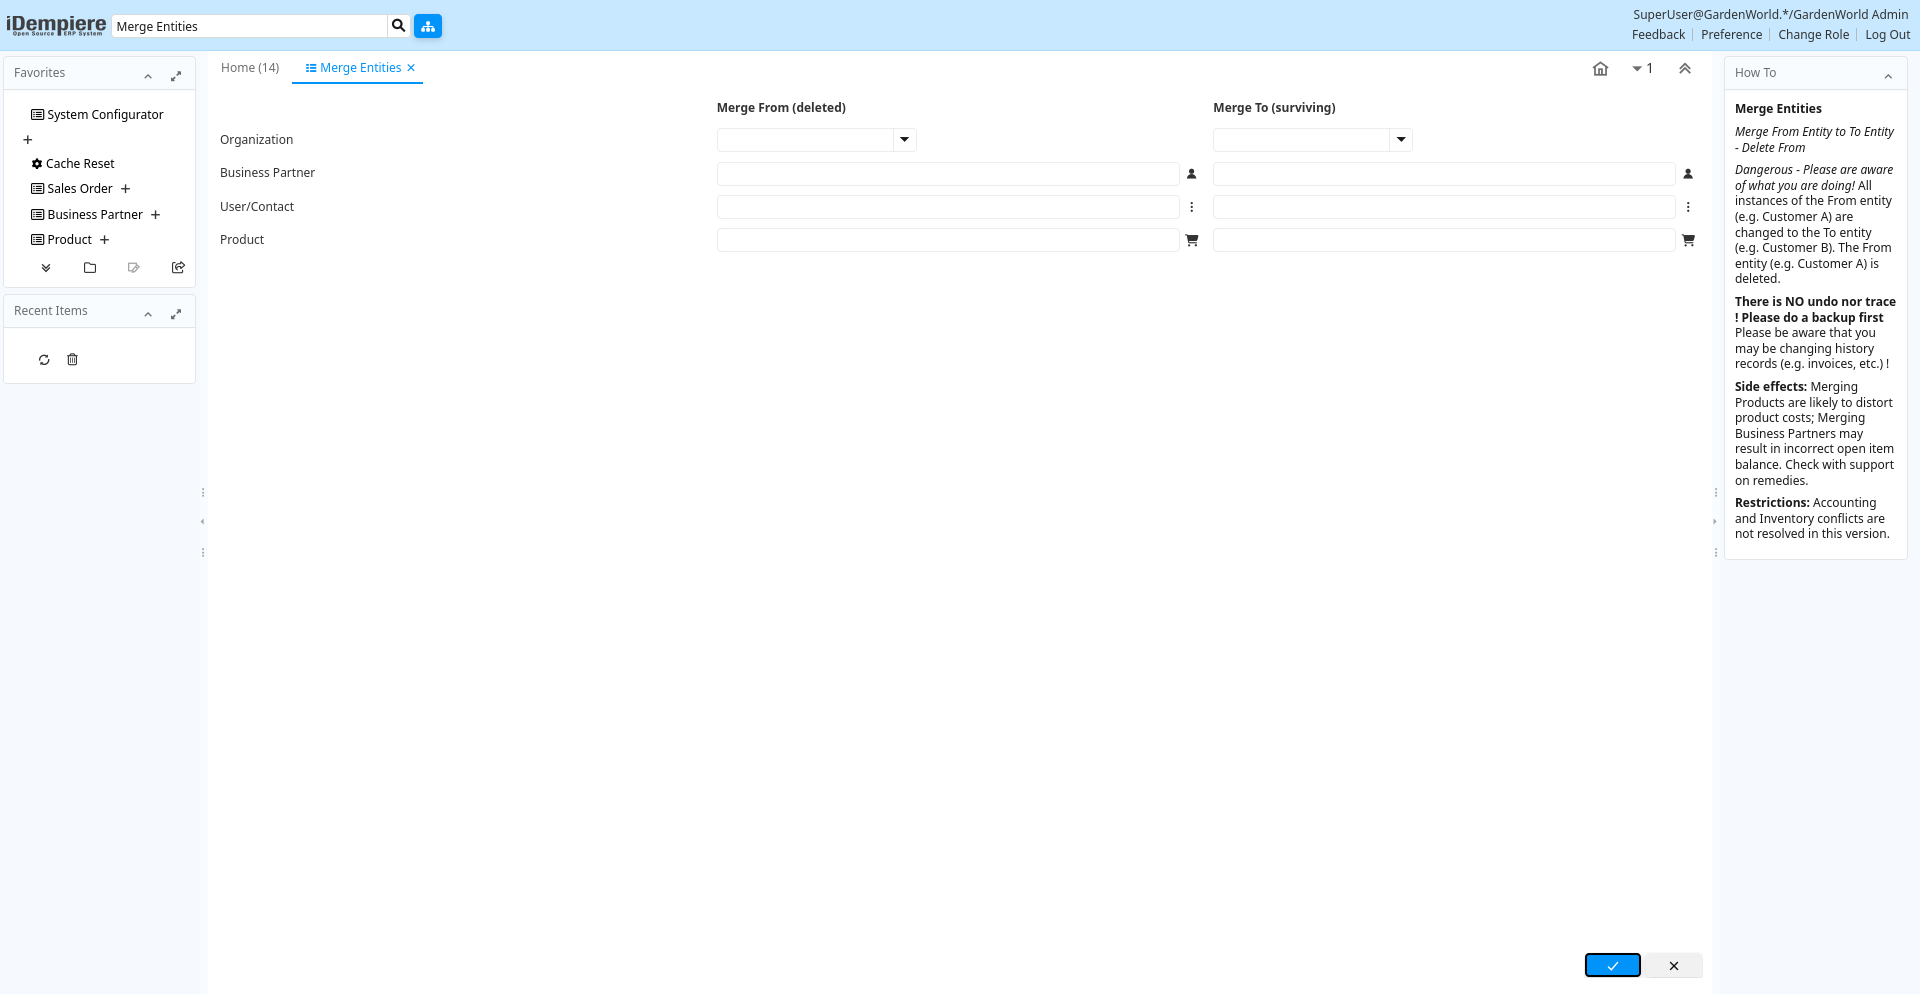 iDempiere
Open Source ERP System
Merge Entities
SuperUser@GardenWorld.*/GardenWorld Admin
Feedback
Preference
Change Role
Log Out
Favorites
System Configurator
Cache Reset
Sales Order
Business Partner
Product
Recent Items
Home (14)
Merge Entities
1
Merge From (deleted)
Merge To (surviving)
Organization
Business Partner
User/Contact
Product
How To
Merge Entities
Merge From Entity to To Entity
- Delete From
Dangerous - Please are aware
of what you are doing! All
instances of the From entity
(e.g. Customer A) are
changed to the To entity
(e.g. Customer B). The From
entity (e.g. Customer A) is
deleted.
There is NO undo nor trace
! Please do a backup first
Please be aware that you
may be changing history
records (e.g. invoices, etc.) !
Side effects: Merging
Products are likely to distort
product costs; Merging
Business Partners may
result in incorrect open item
balance. Check with support
on remedies.
Restrictions: Accounting
and Inventory conflicts are
not resolved in this version.